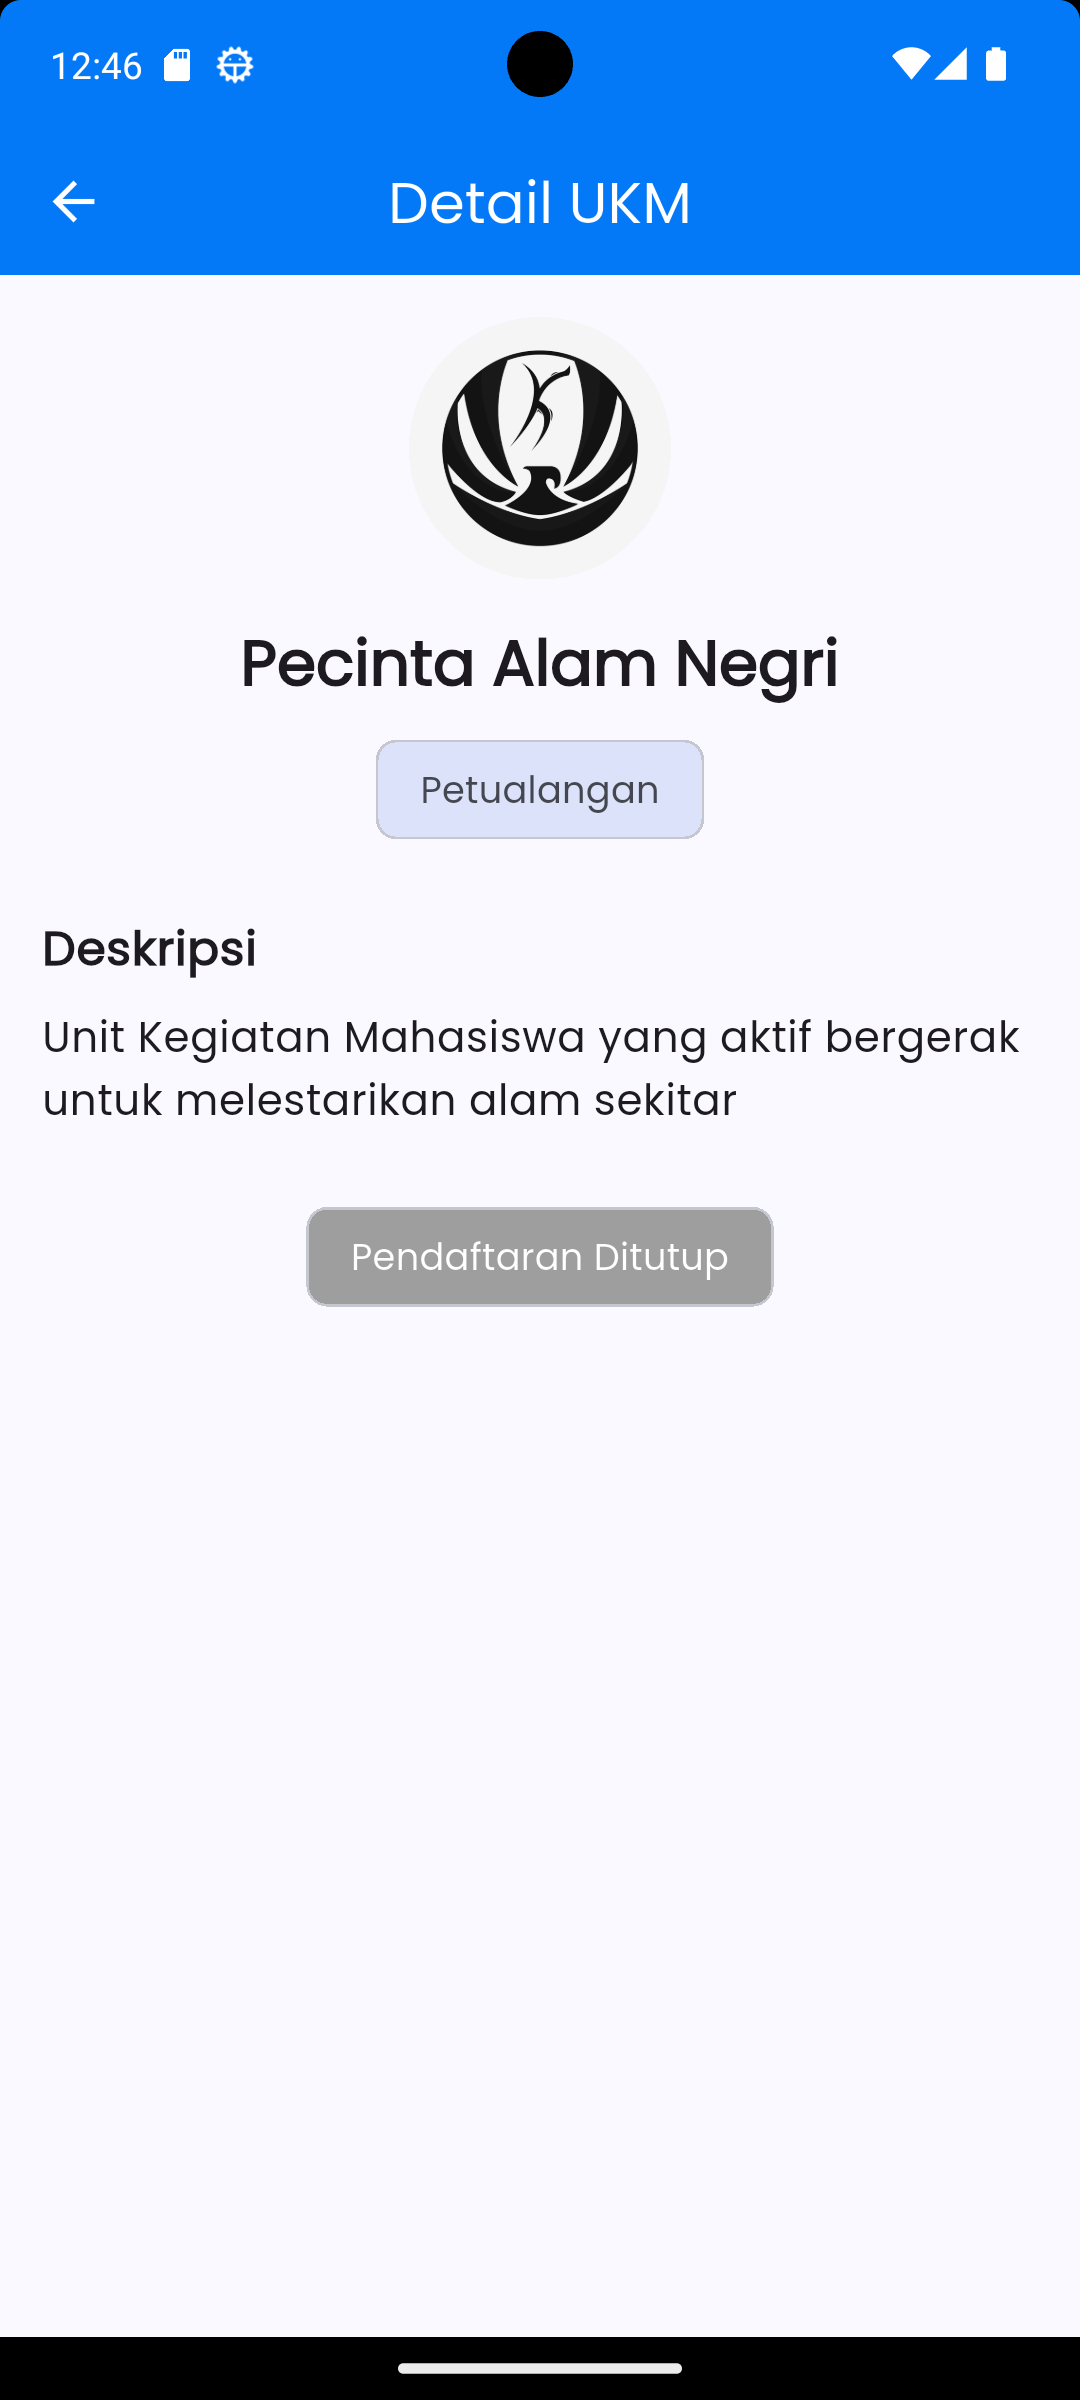 12:46
Detail UKM
Pecinta Alam Negri
Petualangan
Deskripsi
Unit Kegiatan Mahasiswa yang aktif bergerak
untuk melestarikan alam sekitar
Pendaftaran Ditutup